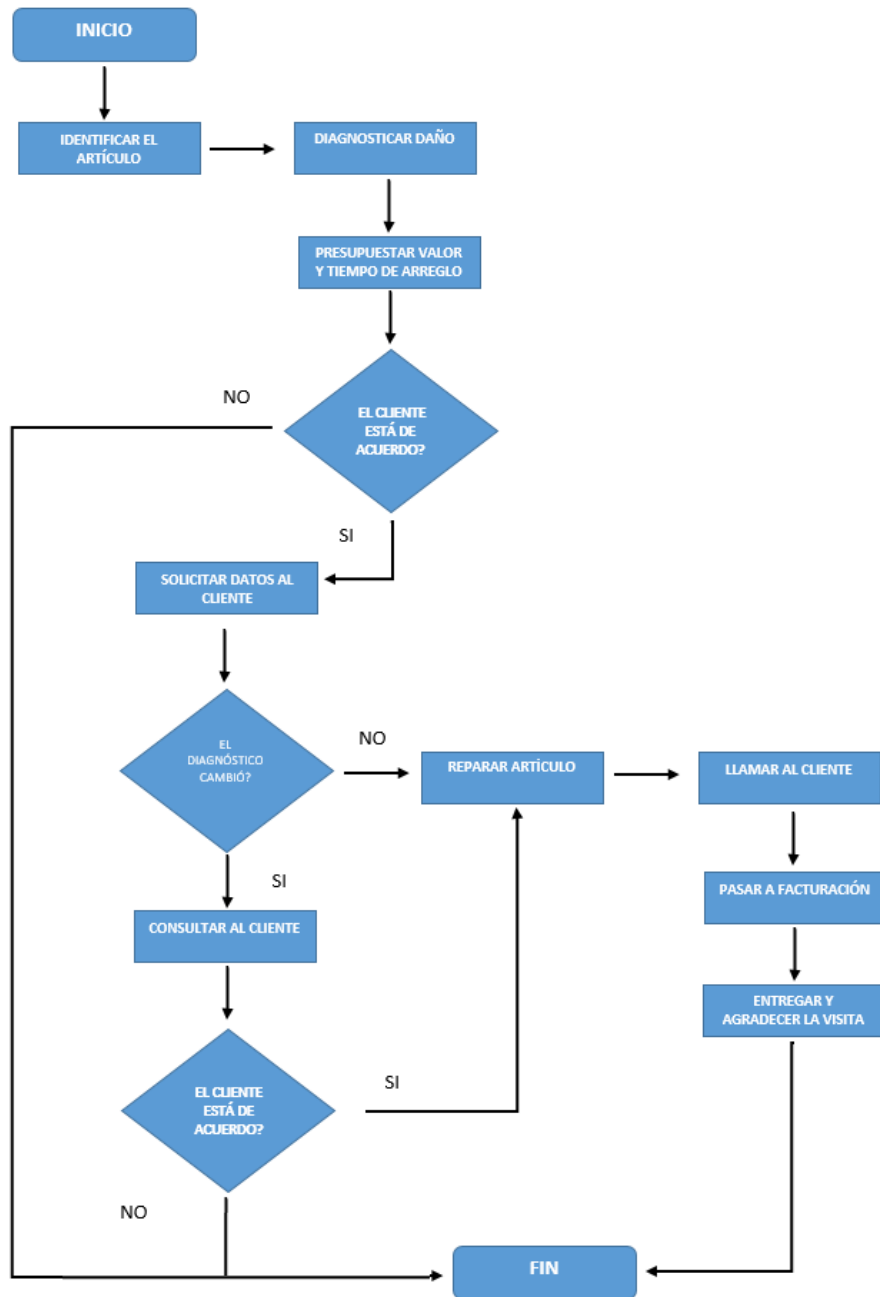 INICIO
IDENTIFICAR EL
ARTÍCULO
DIAGNOSTICAR DAÑO
PRESUPUESTAR VALOR
Y TIEMPO DE ARREGLO
NO
EL CLIENTE
ESTÁ DE
ACUERDO?
SI
SOLICITAR DATOS AL
CLIENTE
EL
DIAGNÓSTICO
CAMBIÓ?
NO
REPARAR ARTÍCULO
LLAMAR AL CLIENTE
SI
PASAR A FACTURACIÓN
CONSULTAR AL CLIENTE
ENTREGAR Y
AGRADECER LA VISITA
EL CLIENTE
ESTÁ DE
ACUERDO?
SI
NO
FIN